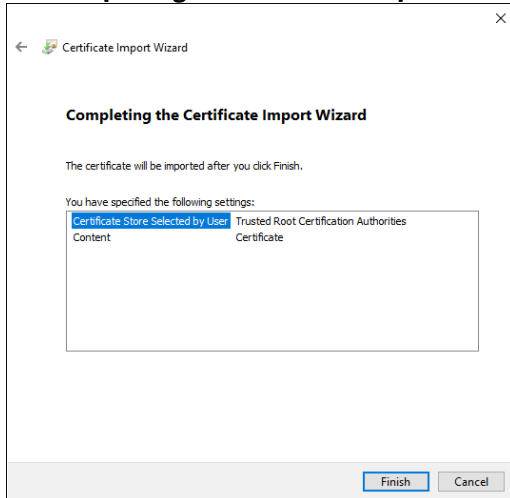 Certificate Import Wizard
Completing the Certificate Import Wizard
The certificate will be imported after you click Finish.
You have specified the following settings:
Certificate Store Selected by User Trusted Root Certification Authorities
Content Certificate
Finish Cancel